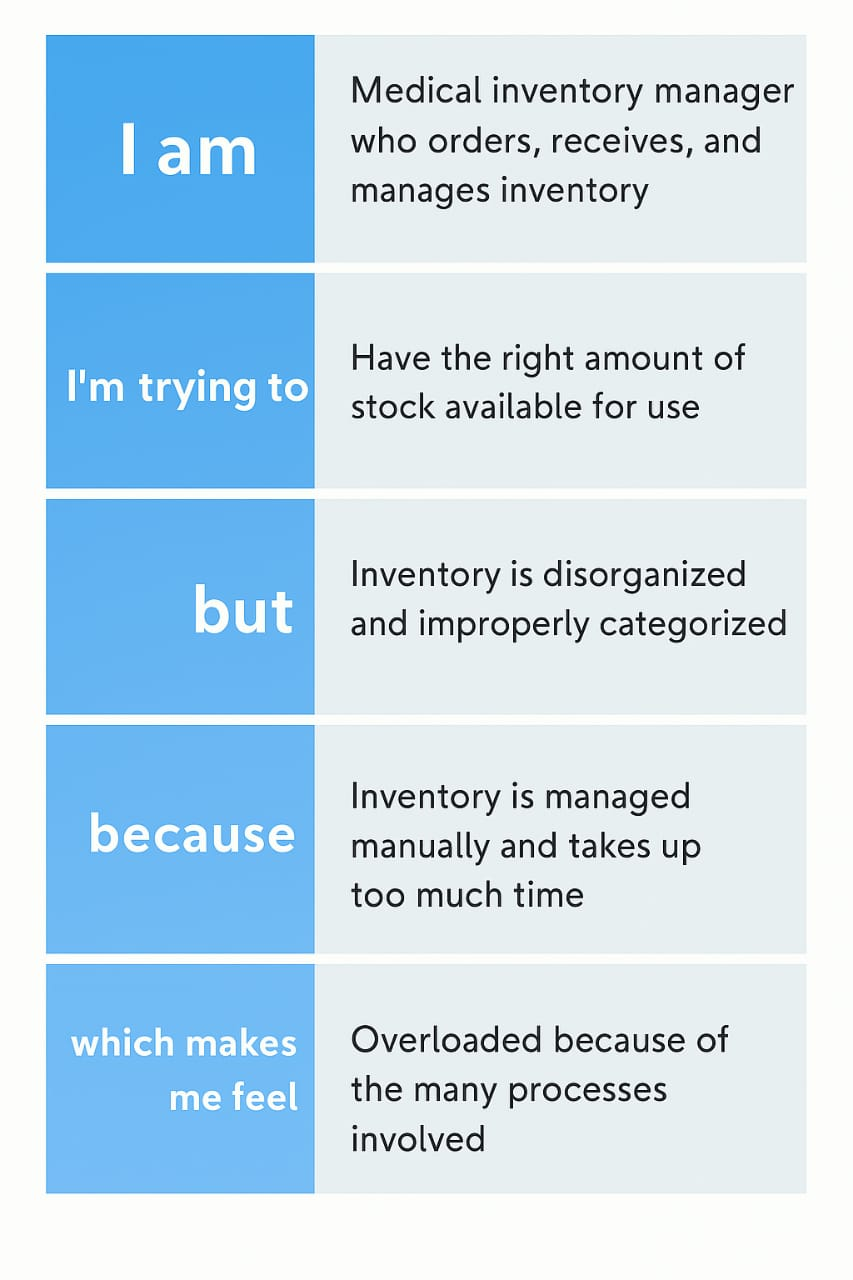 I am
Medical inventory manager
who orders, receives, and
manages inventory
I'm trying to
Have the right amount of
stock available for use
but
Inventory is disorganized
and improperly categorized
because
Inventory is managed
manually and takes up
too much time
which makes
me feel
Overloaded because of
the many processes
involved